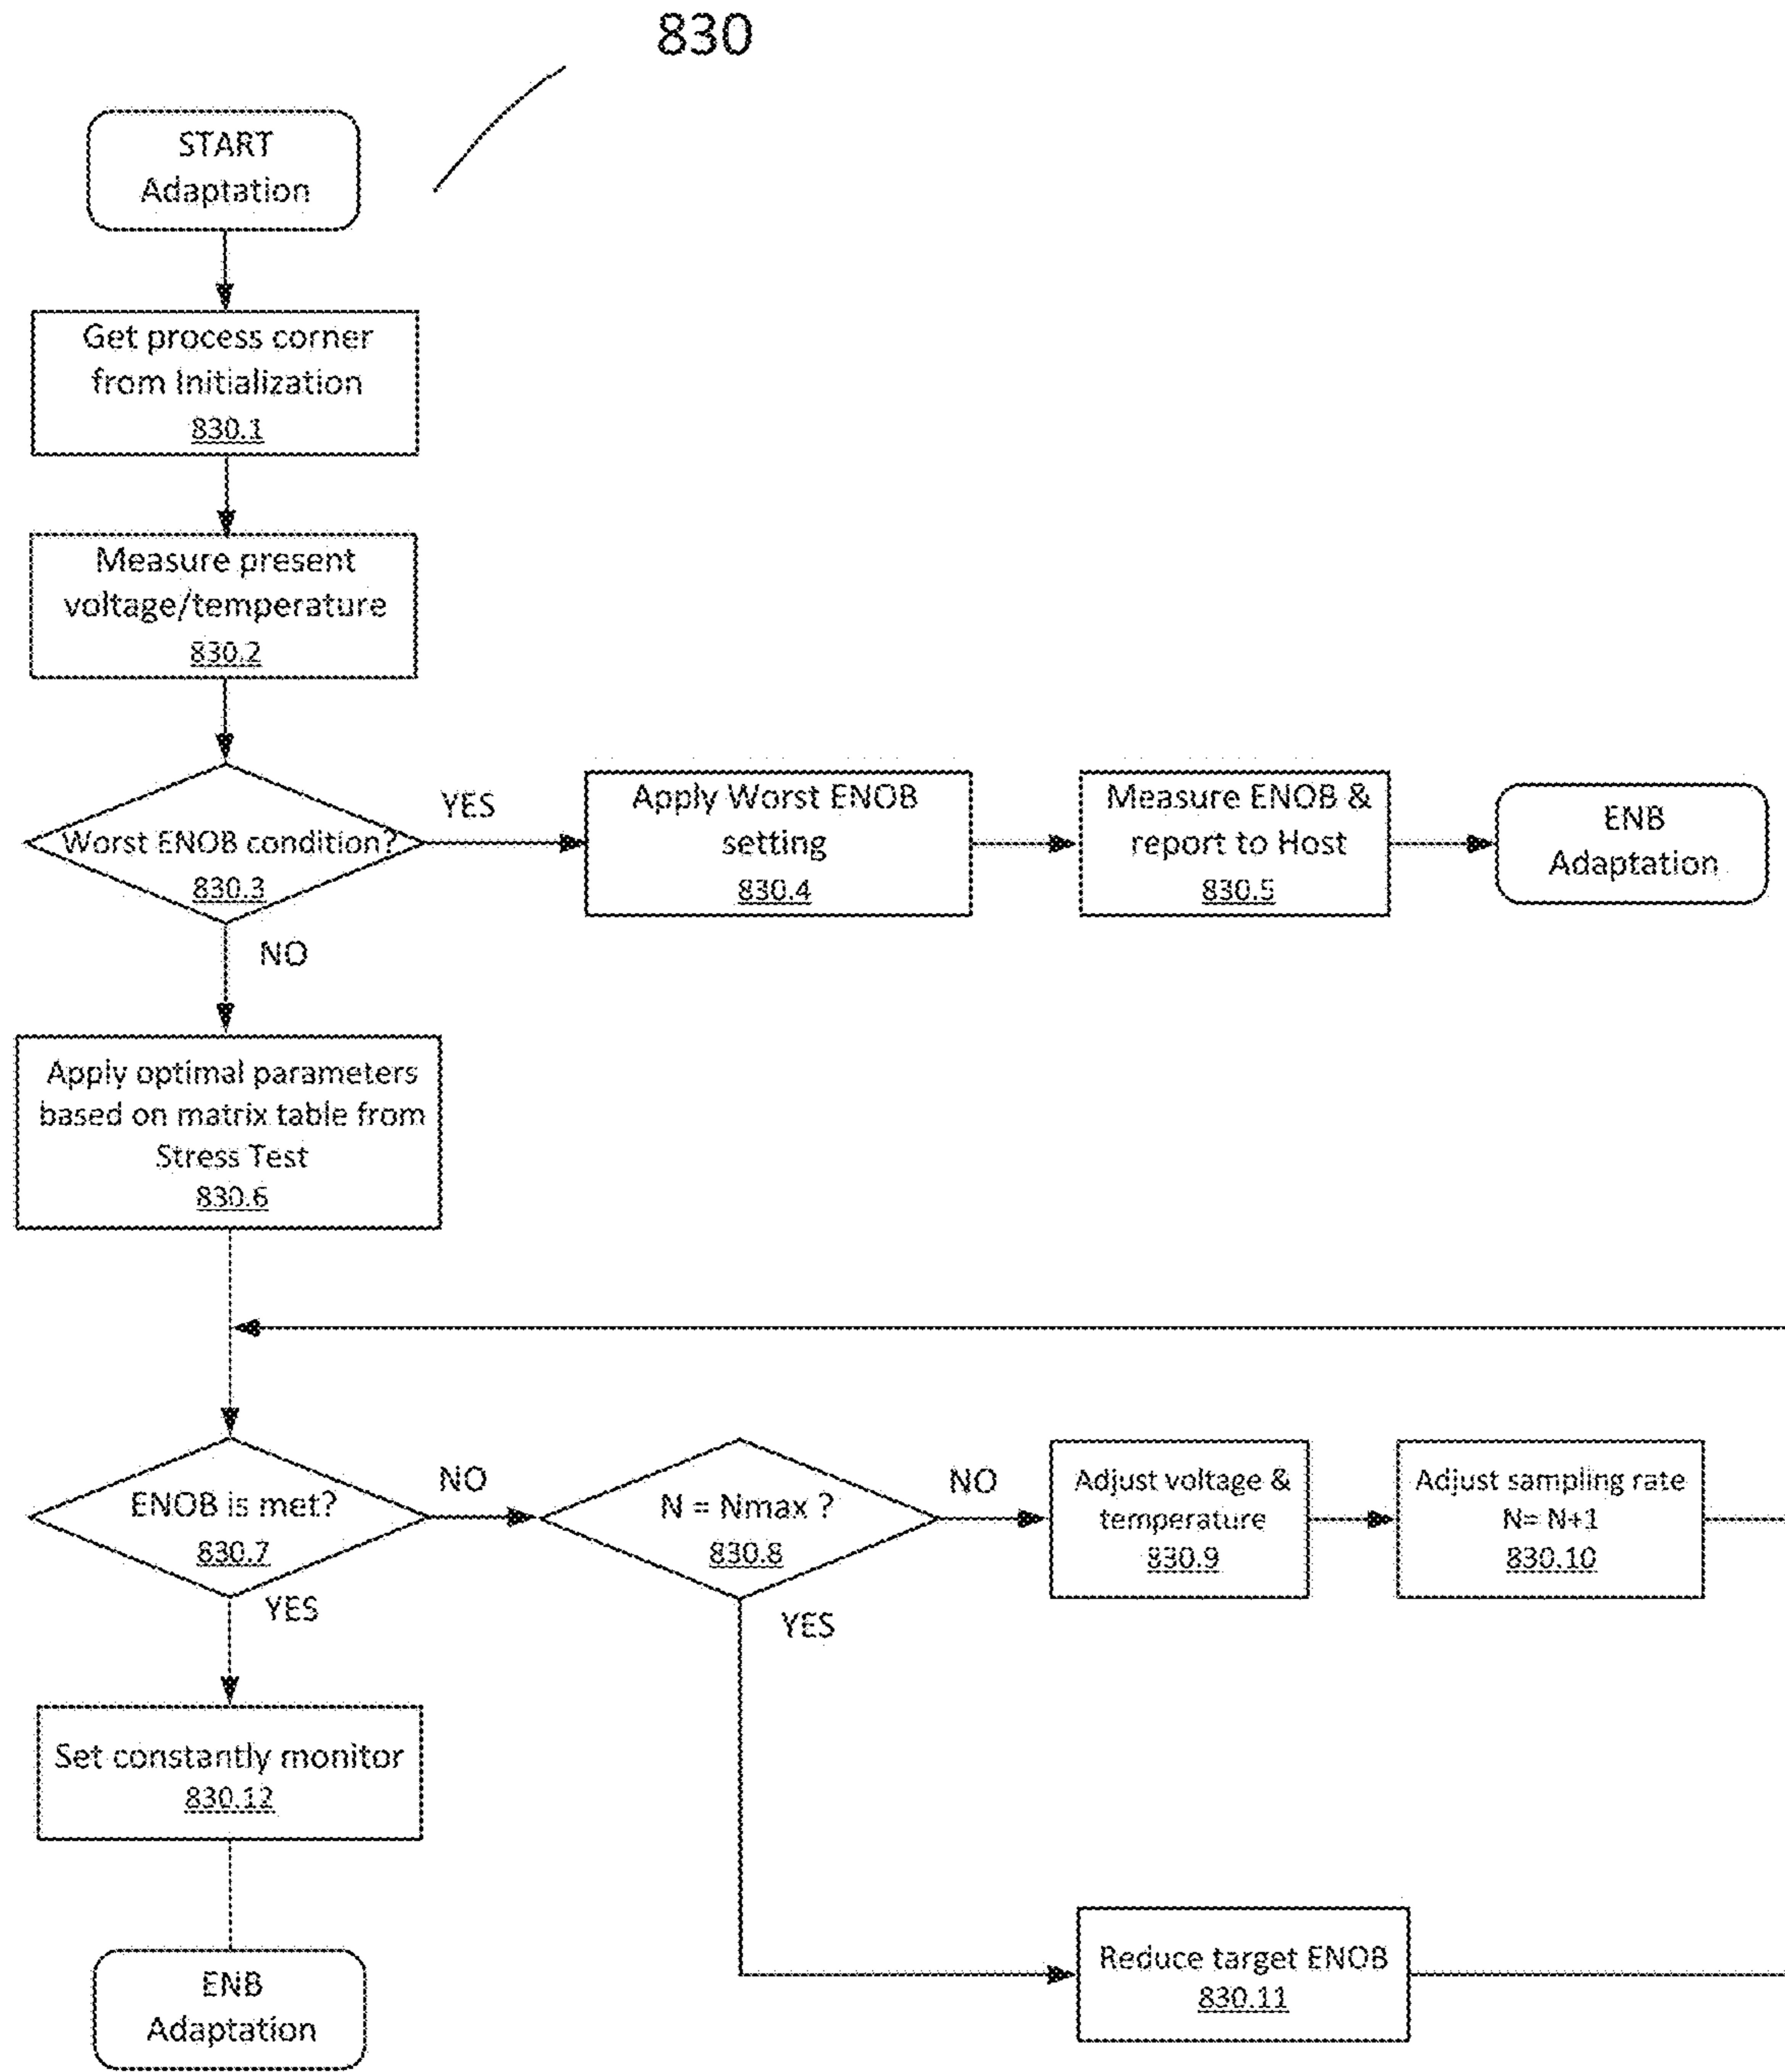 830
START
Adaptation
Get process corner
from Initialization
830.1
Measure present
voltage/temperature
830.2
Worst ENOB condition?
830.3
YES
Apply Worst ENOB
setting
830.4
Measure ENOB &
report to Host
830.5
ENB
Adaptation
NO
Apply optimal parameters
based on matrix table from
Stress Test
830.6
ENOB is met?
830.7
NO
N = Nmax ?
830.8
NO
Adjust voltage &
temperature
830.9
Adjust sampling rate
N= N+1
830.10
YES
YES
Set constantly monitor
830.12
Reduce target ENOB
830.11
ENB
Adaptation